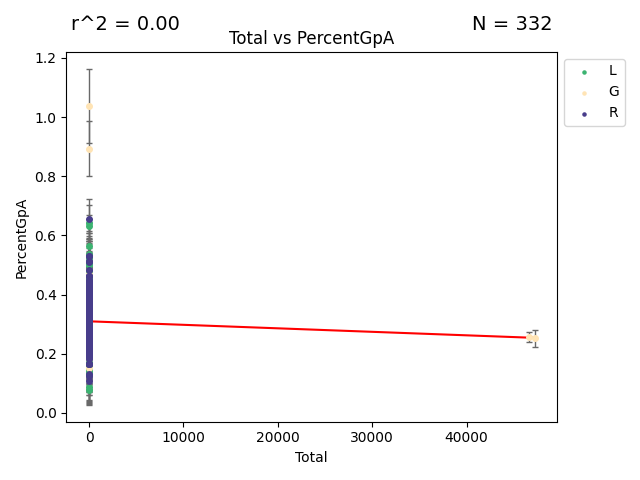 r^2 = 0.00
N = 332
Total vs PercentGpA
L
G
R
PercentGpA
1.2
1.0
0.8
0.6
0.4
0.2
0.0
0
10000
20000
30000
40000
Total